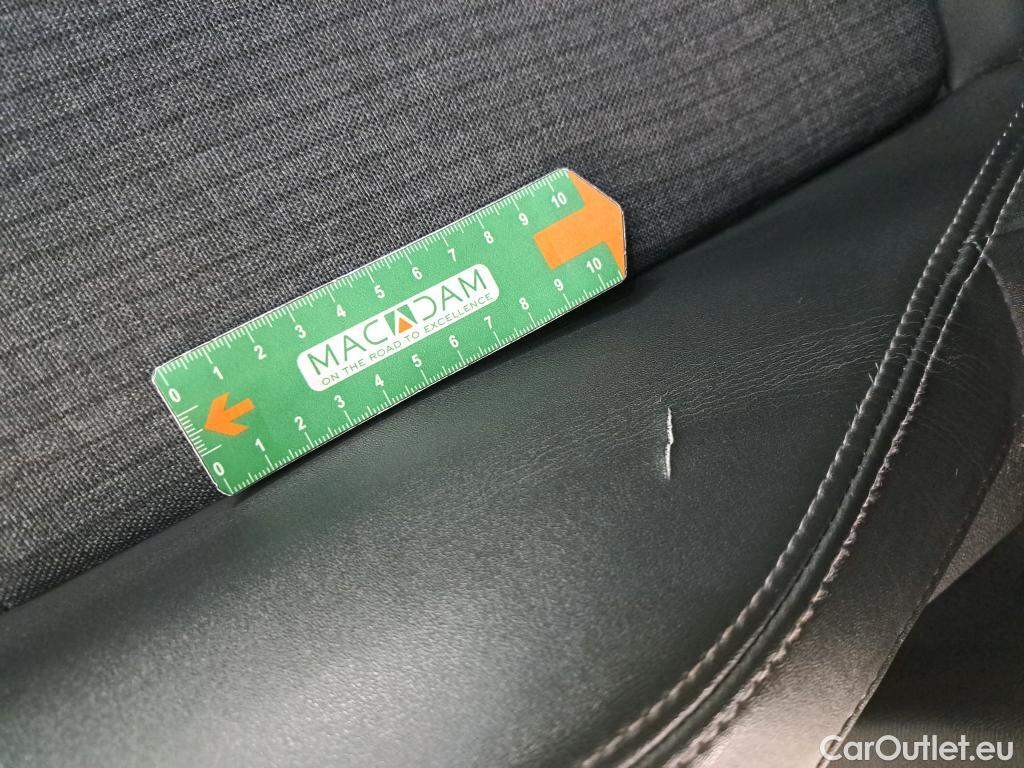 0 1 2 3 4 5 6 7 8 9 10
MACADAM
ON THE ROAD TO EXCELLENCE
0 1 2 3 4 5 6 7 8 9 10
CarOutlet.eu